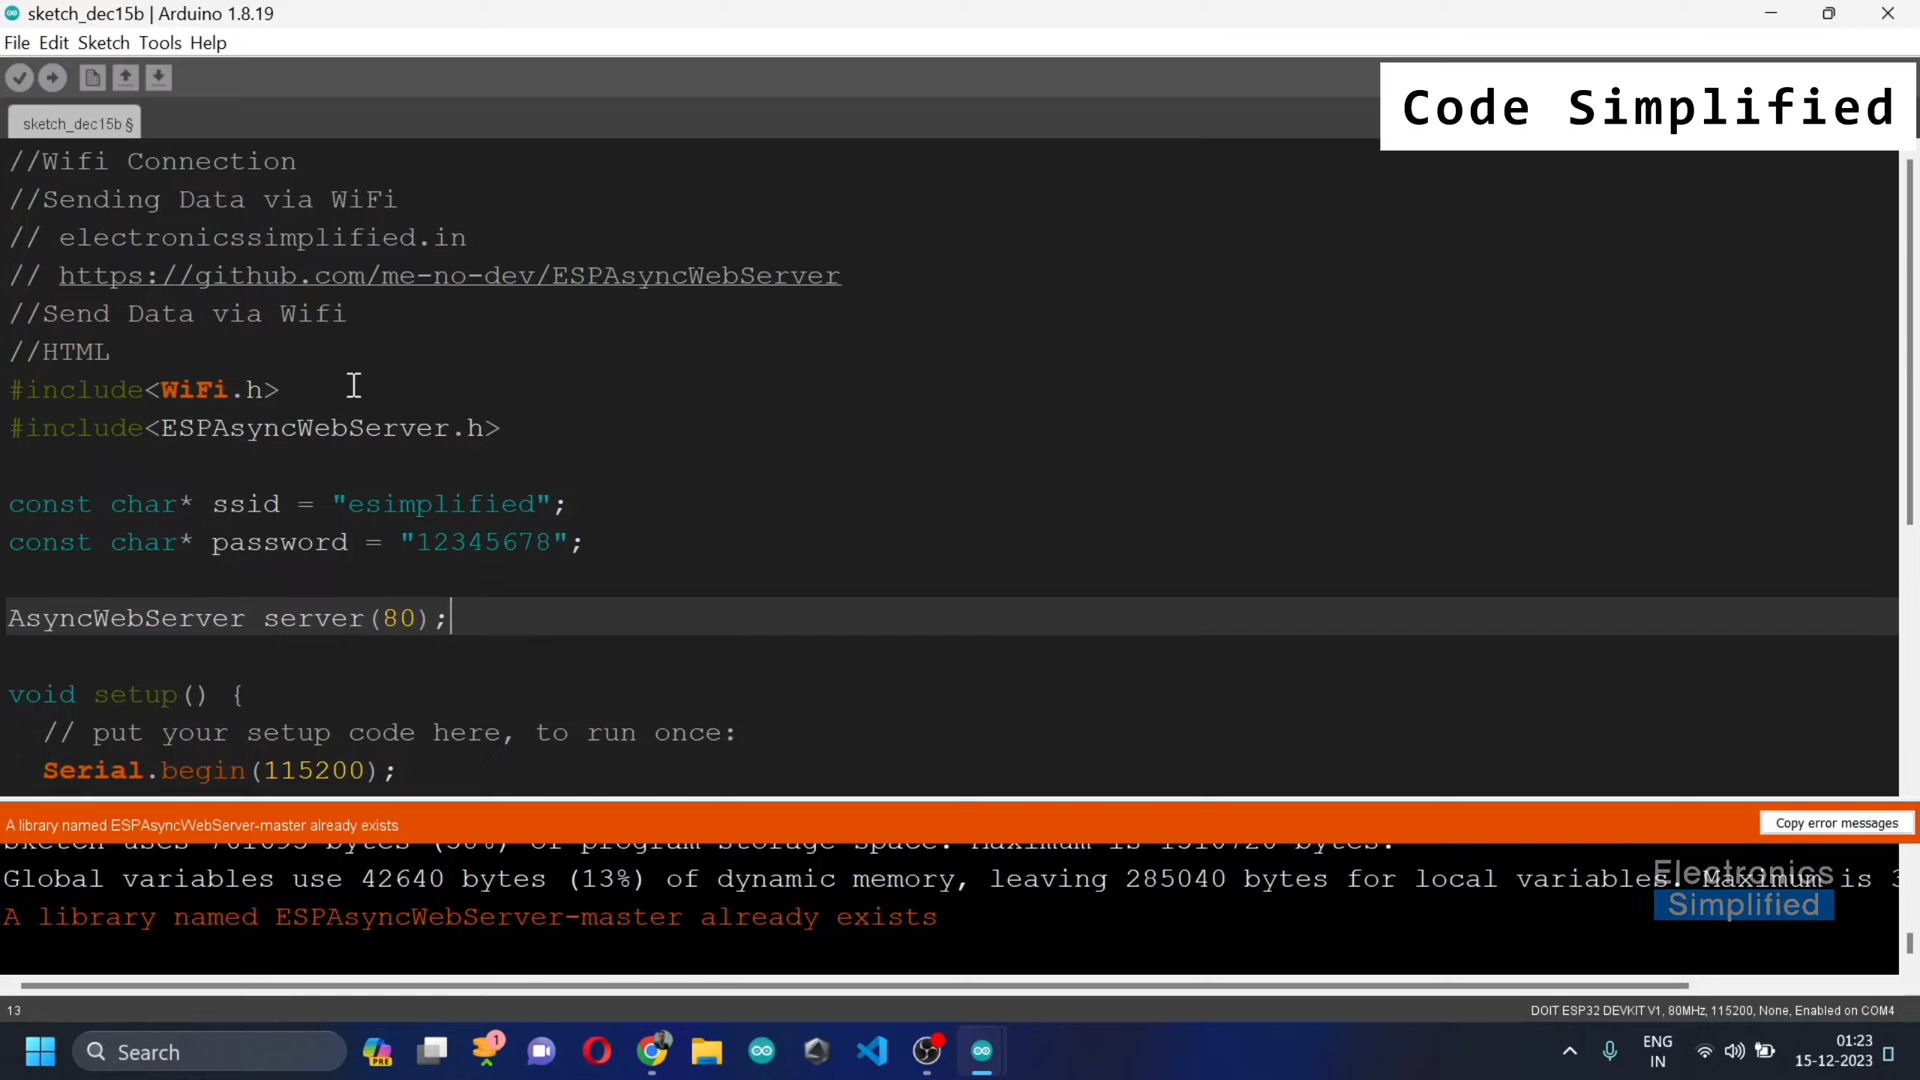 sketch_dec15b | Arduino 1.8.19
File Edit Sketch Tools Help
Code Simplified
sketch_dec15b §
//Wifi Connection
//Sending Data via WiFi
// electronicssimplified.in
// https://github.com/me-no-dev/ESPAsyncWebServer
//Send Data via Wifi
//HTML
#include<WiFi.h>
#include<ESPAsyncWebServer.h>
const char* ssid = "esimplified";
const char* password = "12345678";
AsyncWebServer server(80);
void setup() {
// put your setup code here, to run once:
Serial.begin(115200);
A library named ESPAsyncWebServer-master already exists
Copy error messages
bytes of program storage space. Maximum is 1310720 bytes.
Global variables use 42640 bytes (13%) of dynamic memory, leaving 285040 bytes for local variables. Maximum is 3
A library named ESPAsyncWebServer-master already exists
Electronics
Simplified
13
DOIT ESP32 DEVKIT V1, 80MHz, 115200, None, Enabled on COM4
Search
PRE
1
ENG
IN
01:23
15-12-2023